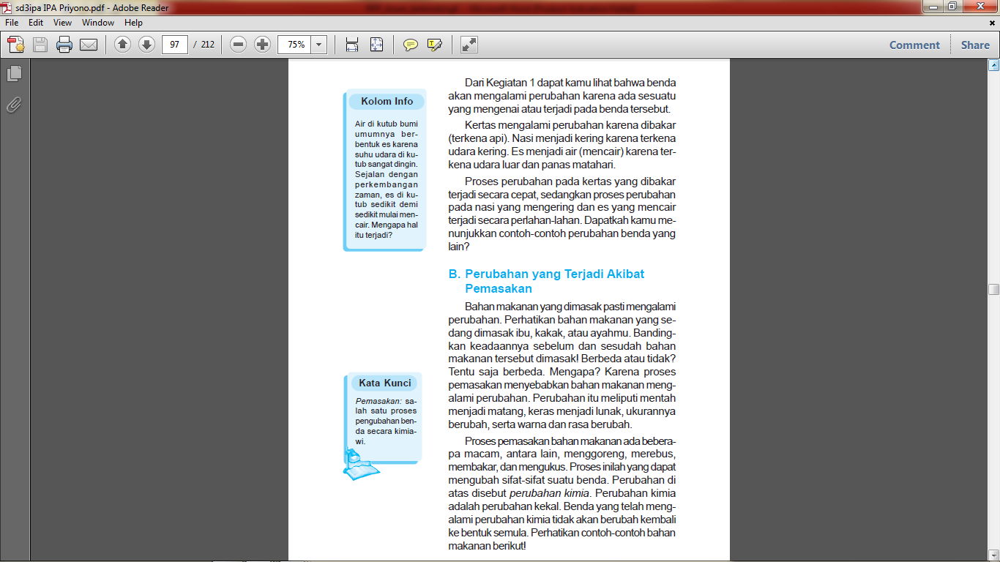 sd3ipa IPA Priyono.pdf - Adobe Reader
File Edit View Window Help
97 / 212 75% Comment Share
Dari Kegiatan 1 dapat kamu lihat bahwa benda
akan mengalami perubahan karena ada sesuatu
yang mengenai atau terjadi pada benda tersebut.
Kertas mengalami perubahan karena dibakar
(terkena api). Nasi menjadi kering karena terkena
udara kering. Es menjadi air (mencair) karena ter-
kena udara luar dan panas matahari.
Proses perubahan pada kertas yang dibakar
terjadi secara cepat, sedangkan proses perubahan
pada nasi yang mengering dan es yang mencair
terjadi secara perlahan-lahan. Dapatkah kamu me-
nunjukkan contoh-contoh perubahan benda yang
lain?
Kolom Info
Air di kutub bumi
umumnya ber-
bentuk es karena
suhu udara di ku-
tub sangat dingin.
Sejalan dengan
perkembangan
zaman, es di ku-
tub sedikit demi
sedikit mulai men-
cair. Mengapa hal
itu terjadi?
B. Perubahan yang Terjadi Akibat
Pemasakan
Bahan makanan yang dimasak pasti mengalami
perubahan. Perhatikan bahan makanan yang se-
dang dimasak ibu, kakak, atau ayahmu. Banding-
kan keadaannya sebelum dan sesudah bahan
makanan tersebut dimasak! Berbeda atau tidak?
Tentu saja berbeda. Mengapa? Karena proses
pemasakan menyebabkan bahan makanan meng-
alami perubahan. Perubahan itu meliputi mentah
menjadi matang, keras menjadi lunak, ukurannya
berubah, serta warna dan rasa berubah.
Kata Kunci
Pemasakan: sa-
lah satu proses
pengubahan ben-
da secara kimia-
wi.
Proses pemasakan bahan makanan ada bebera-
pa macam, antara lain, menggoreng, merebus,
membakar, dan mengukus. Proses inilah yang dapat
mengubah sifat-sifat suatu benda. Perubahan di
atas disebut perubahan kimia. Perubahan kimia
adalah perubahan kekal. Benda yang telah meng-
alami perubahan kimia tidak akan berubah kembali
ke bentuk semula. Perhatikan contoh-contoh bahan
makanan berikut!